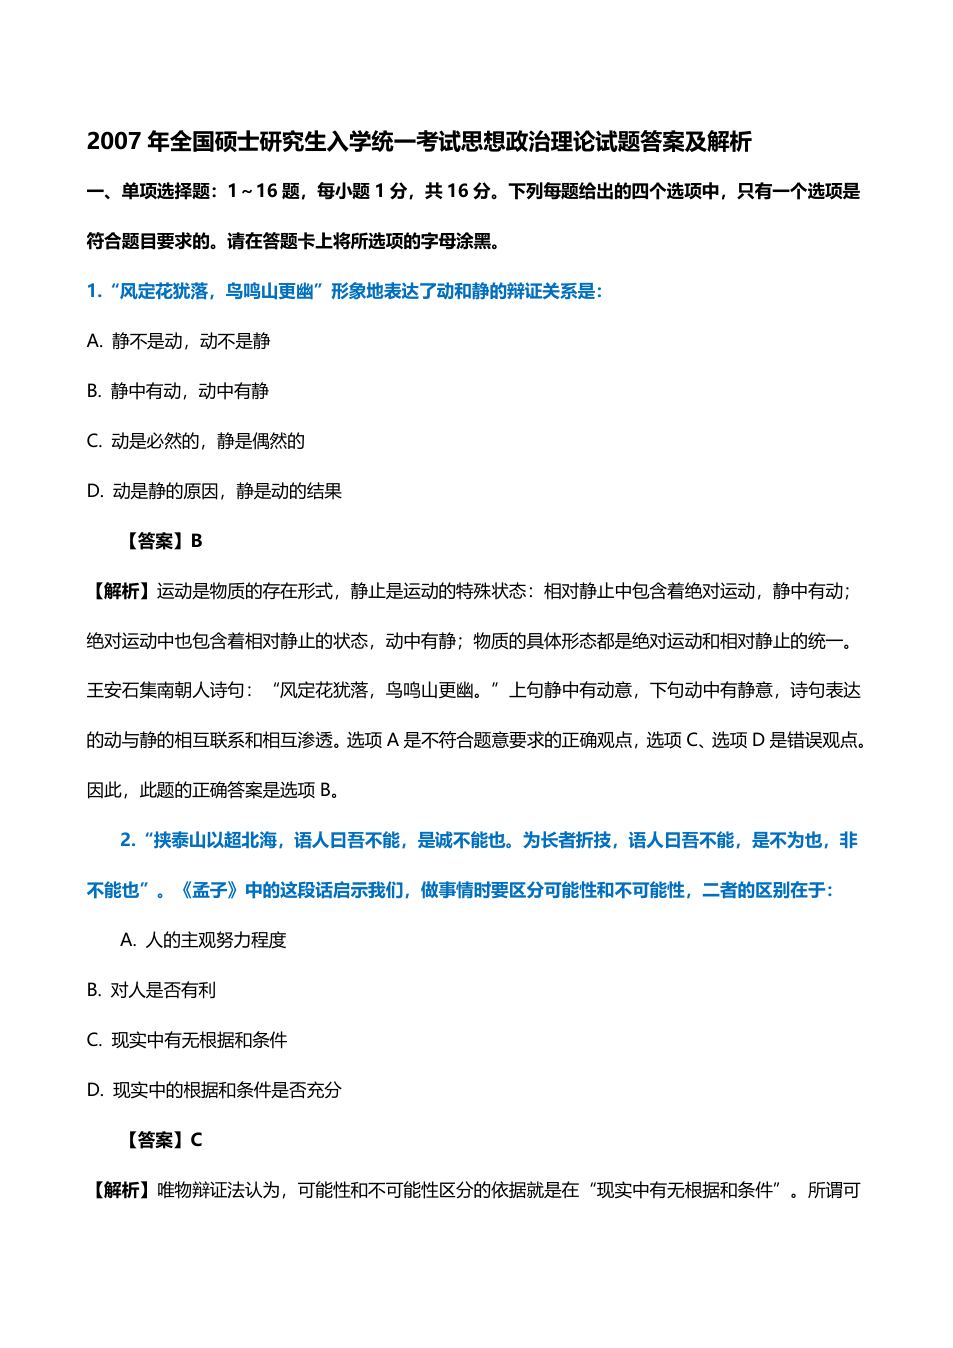 2007 年全国硕士研究生入学统一考试思想政治理论试题答案及解析
一、单项选择题：1～16 题，每小题 1 分，共 16 分。下列每题给出的四个选项中，只有一个选项是
符合题目要求的。请在答题卡上将所选项的字母涂黑。
1.“风定花犹落，鸟鸣山更幽”形象地表达了动和静的辩证关系是：
A. 静不是动，动不是静
B. 静中有动，动中有静
C. 动是必然的，静是偶然的
D. 动是静的原因，静是动的结果
【答案】B
【解析】运动是物质的存在形式，静止是运动的特殊状态：相对静止中包含着绝对运动，静中有动；
绝对运动中也包含着相对静止的状态，动中有静；物质的具体形态都是绝对运动和相对静止的统一。
王安石集南朝人诗句：“风定花犹落，鸟鸣山更幽。”上句静中有动意，下句动中有静意，诗句表达
的动与静的相互联系和相互渗透。选项 A 是不符合题意要求的正确观点，选项 C、选项 D 是错误观点。
因此，此题的正确答案是选项 B。
2.“挟泰山以超北海，语人曰吾不能，是诚不能也。为长者折技，语人曰吾不能，是不为也，非
不能也”。《孟子》中的这段话启示我们，做事情时要区分可能性和不可能性，二者的区别在于：
A. 人的主观努力程度
B. 对人是否有利
C. 现实中有无根据和条件
D. 现实中的根据和条件是否充分
【答案】C
【解析】唯物辩证法认为，可能性和不可能性区分的依据就是在“现实中有无根据和条件”。所谓可